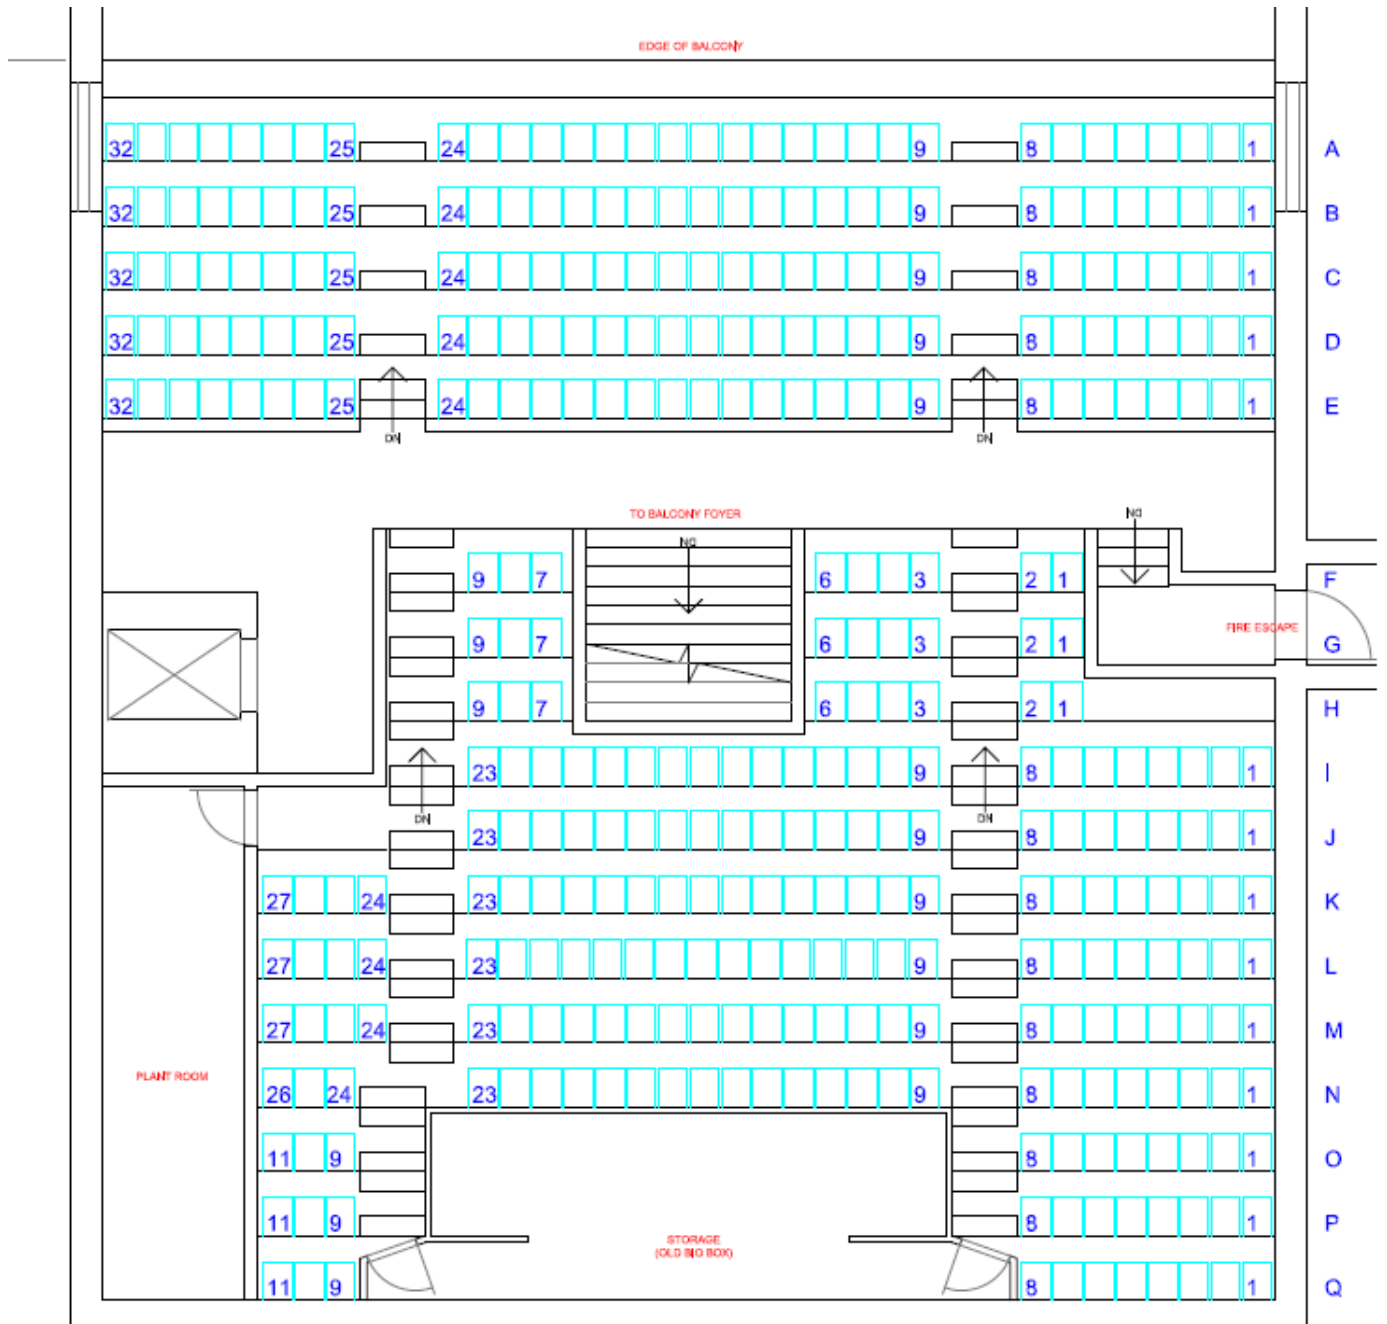 EDGE OF BALCONY
32 25 24 9 8 1 A
32 25 24 9 8 1 B
32 25 24 9 8 1 C
32 25 24 9 8 1 D
32 25 24 9 8 1 E
DN DN
TO BALCONY FOYER
DN
DN
9 7 6 3 2 1 F
FIRE ESCAPE
9 7 6 3 2 1 G
9 7 6 3 2 1 H
23 9 8 1 I
DN DN
23 9 8 1 J
27 24 23 9 8 1 K
27 24 23 9 8 1 L
27 24 23 9 8 1 M
PLANT ROOM
26 24 23 9 8 1 N
11 9 8 1 O
11 9 8 1 P
STORAGE
(OLD BIO BOX)
11 9 8 1 Q